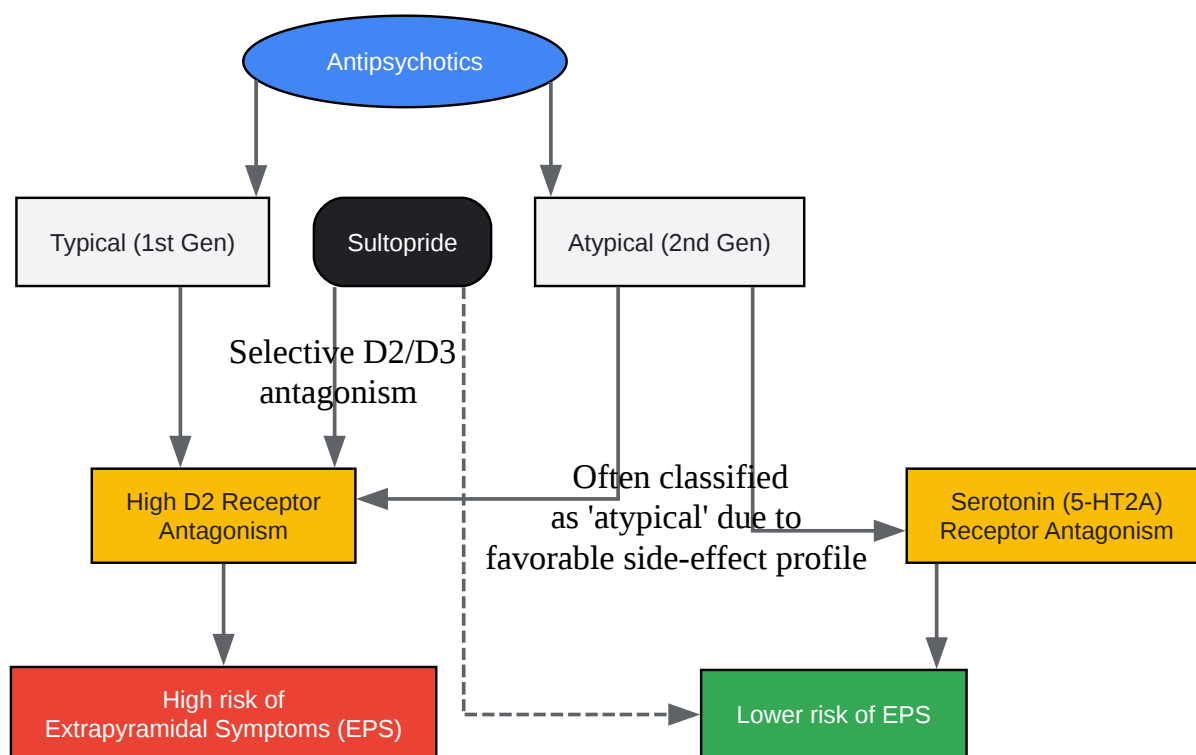 Antipsychotics
Typical (1st Gen)
Sultopride
Atypical (2nd Gen)
Selective D2/D3
antagonism
High D2 Receptor
Antagonism
Often classified
as 'atypical' due to
favorable side-effect profile
Serotonin (5-HT2A)
Receptor Antagonism
High risk of
Extrapyramidal Symptoms (EPS)
Lower risk of EPS